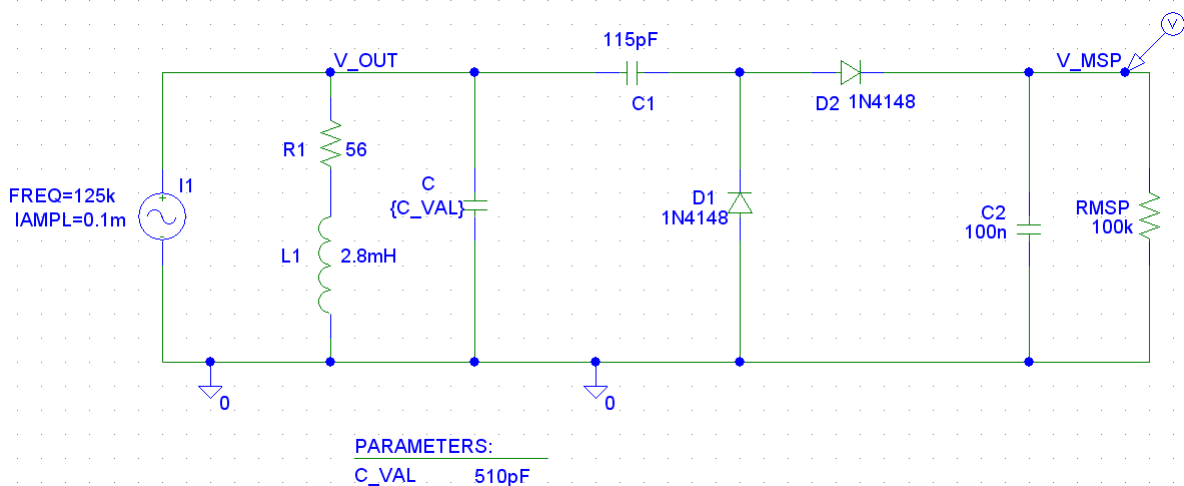 V
115pF
V_OUT
V_MSP
C1
D2 1N4148
R1 56
FREQ=125k
I1
IAMPL=0.1m
C
{C_VAL}
D1
1N4148
C2
100n
RMSP
100k
L1 2.8mH
0
0
PARAMETERS:
C_VAL 510pF